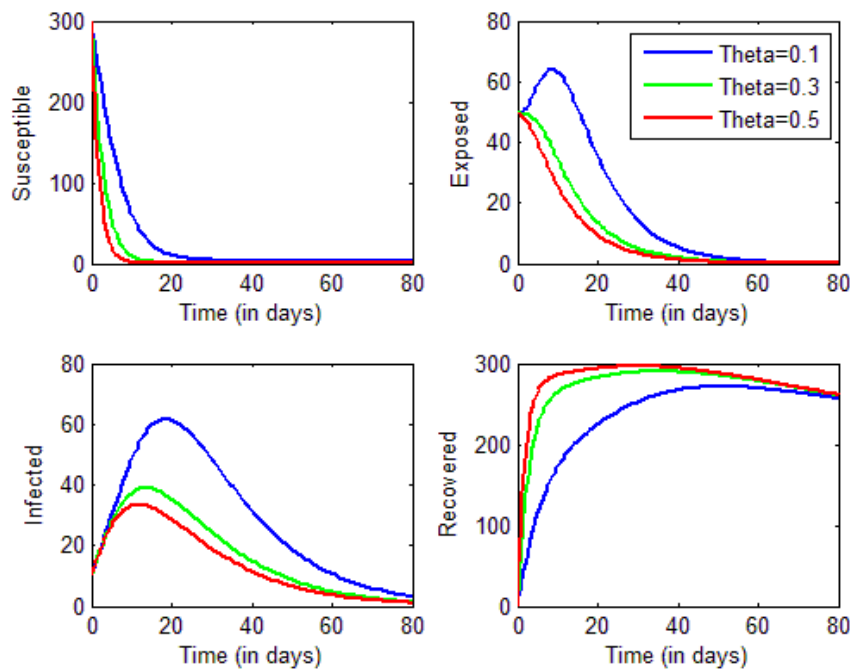 300
200
100
0
Susceptible
0 20 40 60 80
Time (in days)
80
60
40
20
0
Exposed
Theta=0.1
Theta=0.3
Theta=0.5
0 20 40 60 80
Time (in days)
80
60
40
20
0
Infected
0 20 40 60 80
Time (in days)
300
200
100
0
Recovered
0 20 40 60 80
Time (in days)